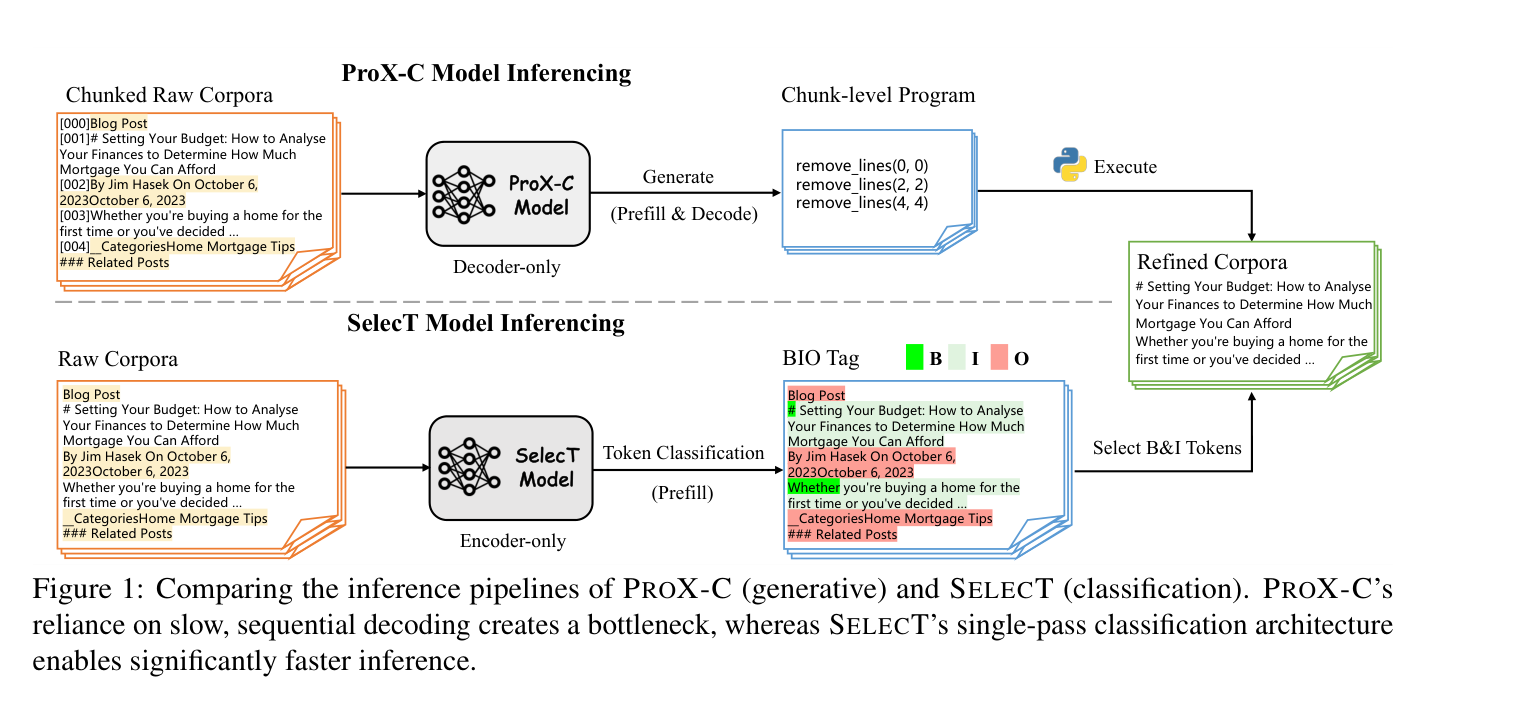 ProX-C Model Inferencing
Chunked Raw Corpora
[000]Blog Post
[001]# Setting Your Budget: How to Analyse
Your Finances to Determine How Much
Mortgage You Can Afford
[002]By Jim Hasek On October 6,
2023October 6, 2023
[003]Whether you're buying a home for the
first time or you've decided ...
[004]__CategoriesHome Mortgage Tips
### Related Posts
ProX-C
Model
Decoder-only
Generate
(Prefill & Decode)
Chunk-level Program
remove_lines(0, 0)
remove_lines(2, 2)
remove_lines(4, 4)
Execute
Refined Corpora
# Setting Your Budget: How to Analyse
Your Finances to Determine How Much
Mortgage You Can Afford
Whether you're buying a home for the
first time or you've decided ...
SelecT Model Inferencing
Raw Corpora
Blog Post
# Setting Your Budget: How to Analyse
Your Finances to Determine How Much
Mortgage You Can Afford
By Jim Hasek On October 6,
2023October 6, 2023
Whether you're buying a home for the
first time or you've decided ...
__CategoriesHome Mortgage Tips
### Related Posts
SelecT
Model
Encoder-only
Token Classification
(Prefill)
BIO Tag B I O
Blog Post
# Setting Your Budget: How to Analyse
Your Finances to Determine How Much
Mortgage You Can Afford
By Jim Hasek On October 6,
2023October 6, 2023
Whether you're buying a home for the
first time or you've decided ...
__CategoriesHome Mortgage Tips
### Related Posts
Select B&I Tokens
Figure 1: Comparing the inference pipelines of PROX-C (generative) and SELECT (classification). PROX-C's
reliance on slow, sequential decoding creates a bottleneck, whereas SELECT's single-pass classification architecture
enables significantly faster inference.